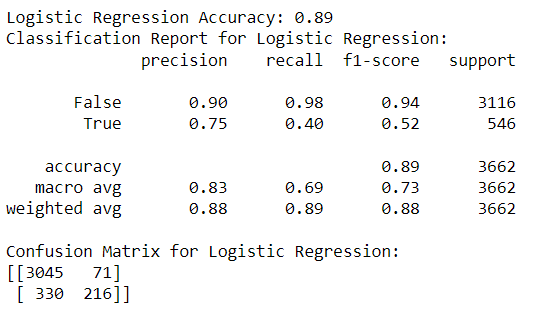 Logistic Regression Accuracy: 0.89
Classification Report for Logistic Regression:
              precision    recall  f1-score   support

       False       0.90      0.98      0.94      3116
        True       0.75      0.40      0.52       546

    accuracy                           0.89      3662
   macro avg       0.83      0.69      0.73      3662
weighted avg       0.88      0.89      0.88      3662

Confusion Matrix for Logistic Regression:
[[3045   71]
 [ 330  216]]